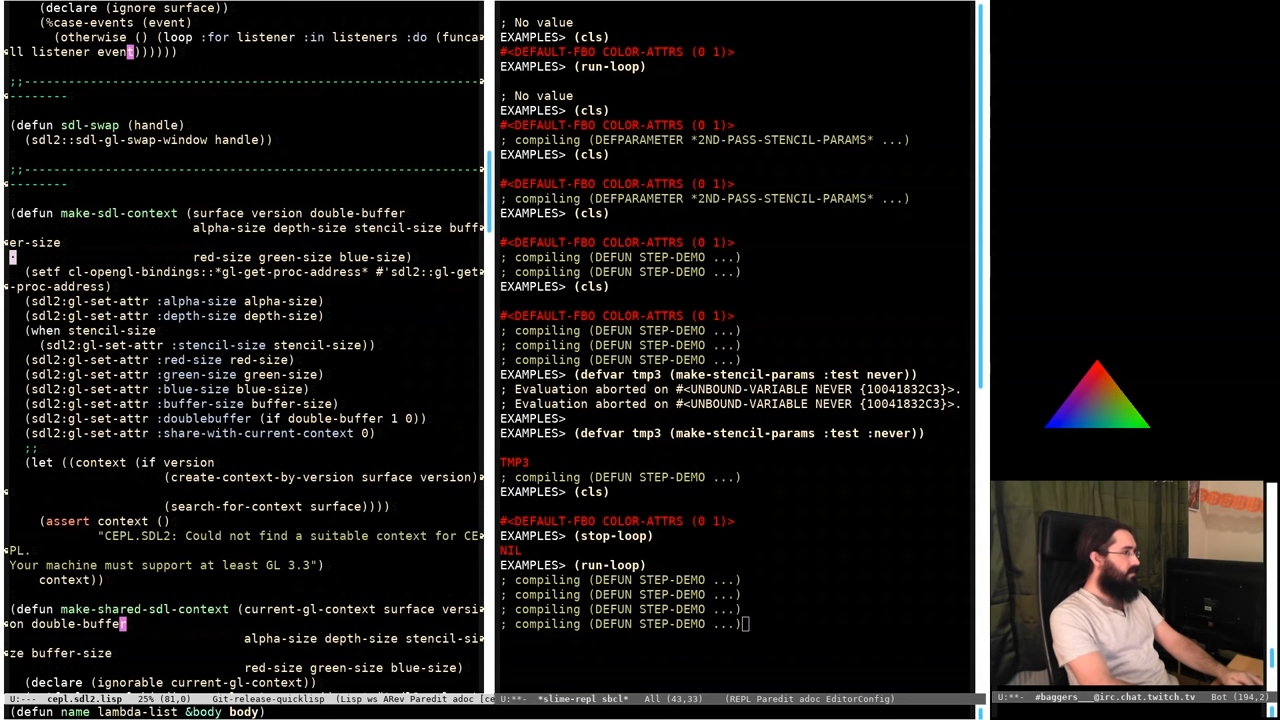 (declare (ignore surface))
(%case-events (event)
(otherwise () (loop :for listener :in listeners :do (funca
ll listener event))))))
;;--------------------------------------------------------------
--------
(defun sdl-swap (handle)
(sdl2::sdl-gl-swap-window handle))
;;--------------------------------------------------------------
--------
(defun make-sdl-context (surface version double-buffer
alpha-size depth-size stencil-size buff
er-size
red-size green-size blue-size)
(setf cl-opengl-bindings::*gl-get-proc-address* #'sdl2::gl-get
-proc-address)
(sdl2:gl-set-attr :alpha-size alpha-size)
(sdl2:gl-set-attr :depth-size depth-size)
(when stencil-size
(sdl2:gl-set-attr :stencil-size stencil-size))
(sdl2:gl-set-attr :red-size red-size)
(sdl2:gl-set-attr :green-size green-size)
(sdl2:gl-set-attr :blue-size blue-size)
(sdl2:gl-set-attr :buffer-size buffer-size)
(sdl2:gl-set-attr :doublebuffer (if double-buffer 1 0))
(sdl2:gl-set-attr :share-with-current-context 0)
;;
(let ((context (if version
(create-context-by-version surface version)
(search-for-context surface))))
(assert context ()
"CEPL.SDL2: Could not find a suitable context for CE
PL.
Your machine must support at least GL 3.3")
context))
(defun make-shared-sdl-context (current-gl-context surface versi
on double-buffer
alpha-size depth-size stencil-si
ze buffer-size
red-size green-size blue-size)
(declare (ignorable current-gl-context)
U:--- cepl.sdl2.lisp 25% (81,0) Git-release-quicklisp (Lisp ws ARev Paredit adoc [ce
(defun name lambda-list &body body)
; No value
EXAMPLES> (cls)
#<DEFAULT-FBO COLOR-ATTRS (0 1)>
EXAMPLES> (run-loop)
; No value
EXAMPLES> (cls)
#<DEFAULT-FBO COLOR-ATTRS (0 1)>
; compiling (DEFPARAMETER *2ND-PASS-STENCIL-PARAMS* ...)
EXAMPLES> (cls)
#<DEFAULT-FBO COLOR-ATTRS (0 1)>
; compiling (DEFPARAMETER *2ND-PASS-STENCIL-PARAMS* ...)
EXAMPLES> (cls)
#<DEFAULT-FBO COLOR-ATTRS (0 1)>
; compiling (DEFUN STEP-DEMO ...)
; compiling (DEFUN STEP-DEMO ...)
EXAMPLES> (cls)
#<DEFAULT-FBO COLOR-ATTRS (0 1)>
; compiling (DEFUN STEP-DEMO ...)
; compiling (DEFUN STEP-DEMO ...)
; compiling (DEFUN STEP-DEMO ...)
EXAMPLES> (defvar tmp3 (make-stencil-params :test never))
; Evaluation aborted on #<UNBOUND-VARIABLE NEVER {10041832C3}>.
; Evaluation aborted on #<UNBOUND-VARIABLE NEVER {10041832C3}>.
EXAMPLES>
EXAMPLES> (defvar tmp3 (make-stencil-params :test :never))
TMP3
; compiling (DEFUN STEP-DEMO ...)
EXAMPLES> (cls)
#<DEFAULT-FBO COLOR-ATTRS (0 1)>
EXAMPLES> (stop-loop)
NIL
EXAMPLES> (run-loop)
; compiling (DEFUN STEP-DEMO ...)
; compiling (DEFUN STEP-DEMO ...)
; compiling (DEFUN STEP-DEMO ...)
; compiling (DEFUN STEP-DEMO ...)
U:**- *slime-repl sbcl* All (43,33) (REPL Paredit adoc EditorConfig)
U:**- #baggers___@irc.chat.twitch.tv Bot (194,2)